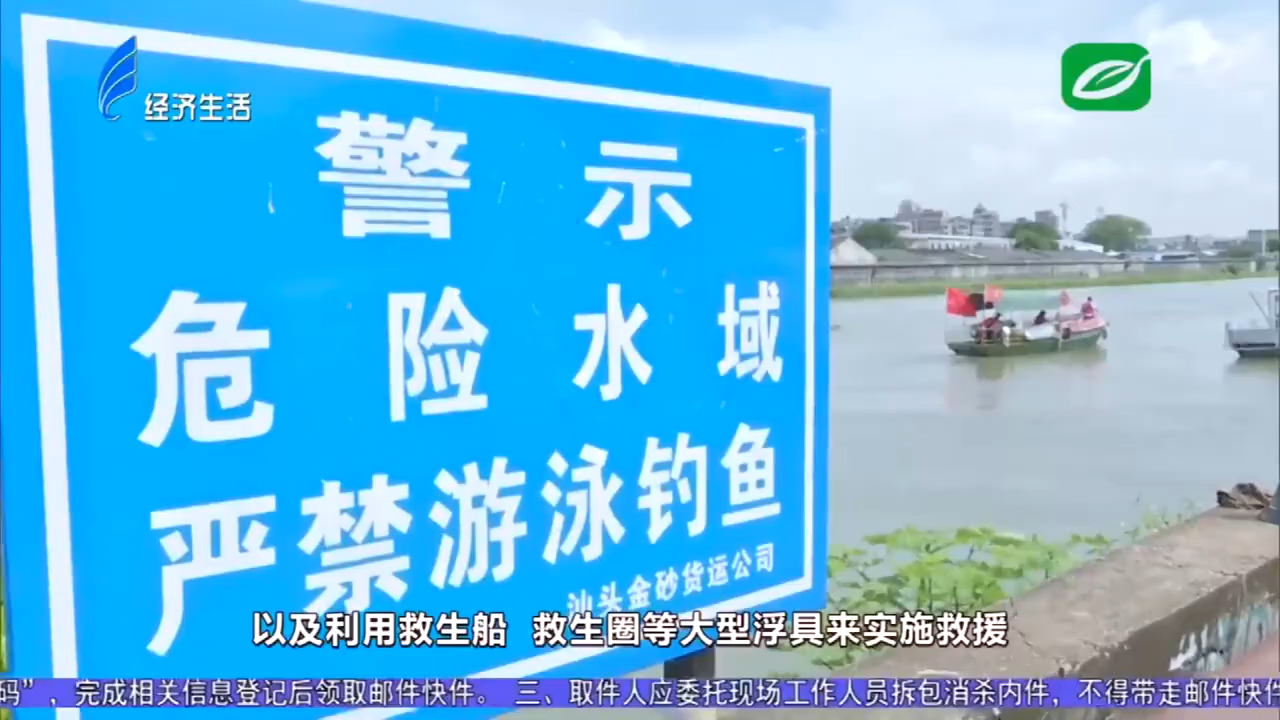 经济生活
警示
危险水域
严禁游泳钓鱼
汕头金砂货运公司
以及利用救生船 救生圈等大型浮具来实施救援
码”，完成相关信息登记后领取邮件快件。 三、取件人应委托现场工作人员拆包消杀内件，不得带走邮件快件